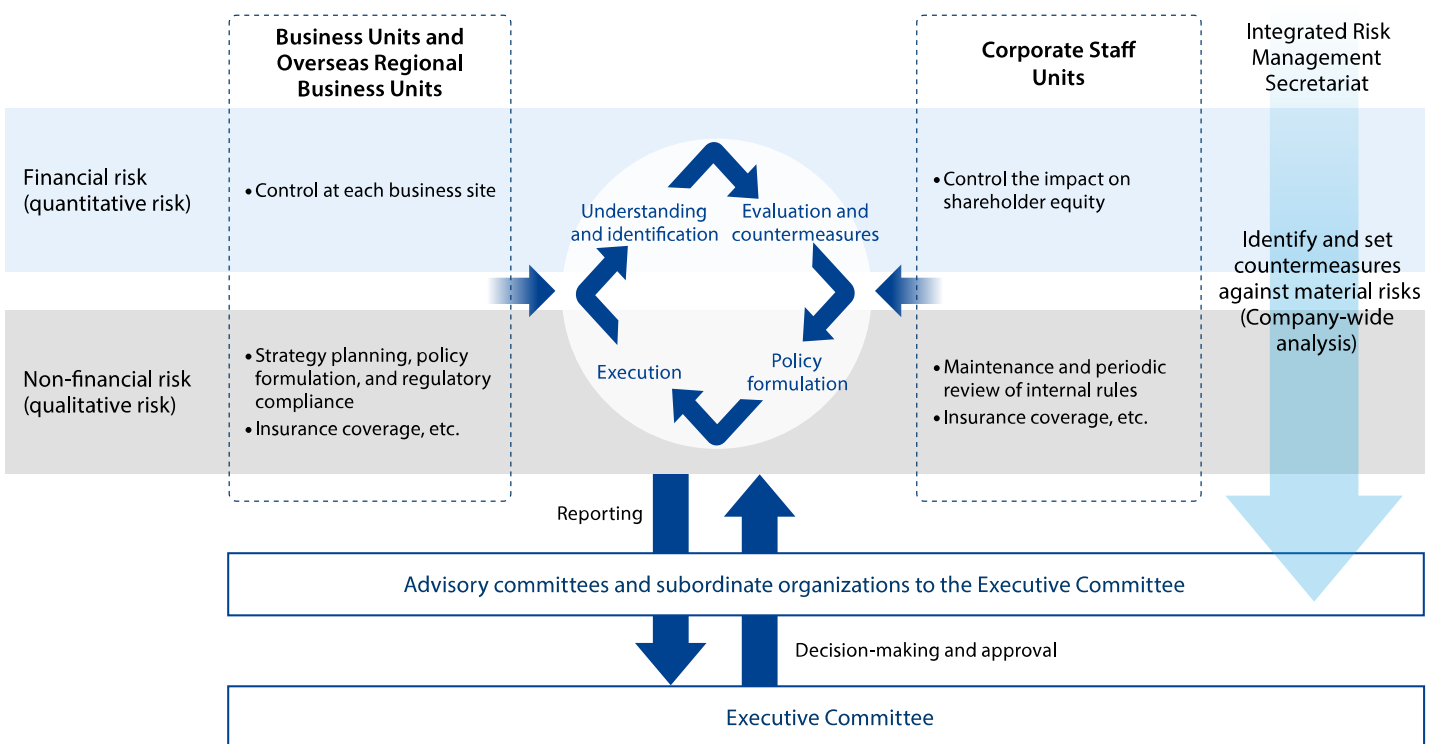 Business Units and
Overseas Regional
Business Units
Corporate Staff
Units
Integrated Risk
Management
Secretariat
Financial risk
(quantitative risk)
• Control at each business site
Understanding
and identification
Evaluation and
countermeasures
• Control the impact on
shareholder equity
Identify and set
countermeasures
against material risks
(Company-wide
analysis)
Non-financial risk
(qualitative risk)
• Strategy planning, policy
formulation, and regulatory
compliance
• Insurance coverage, etc.
Execution
Policy
formulation
• Maintenance and periodic
review of internal rules
• Insurance coverage, etc.
Reporting
Advisory committees and subordinate organizations to the Executive Committee
Decision-making and approval
Executive Committee